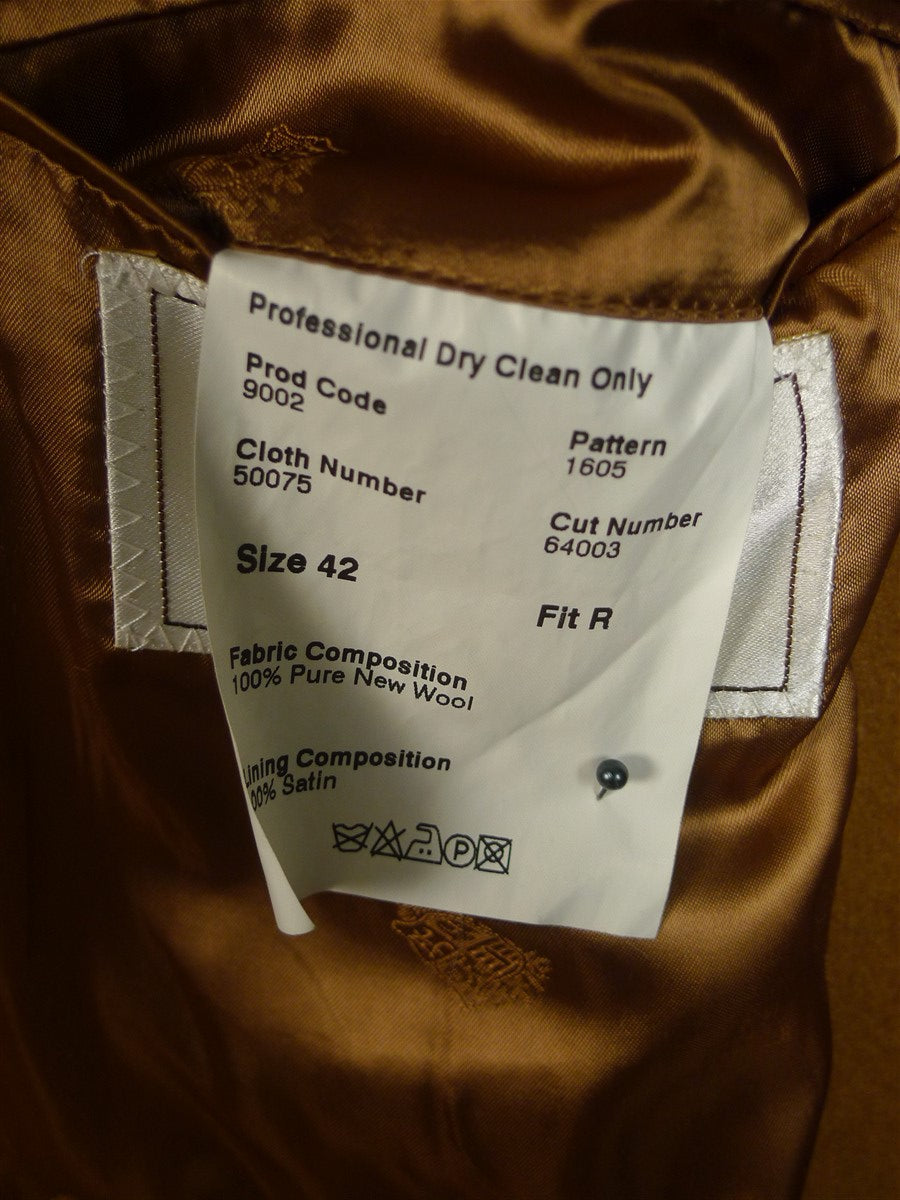 Professional Dry Clean Only
Prod Code
9002
Pattern
1605
Cloth Number
50075
Cut Number
64003
Size 42
Fit R
Fabric Composition
100% Pure New Wool
Lining Composition
00% Satin
P